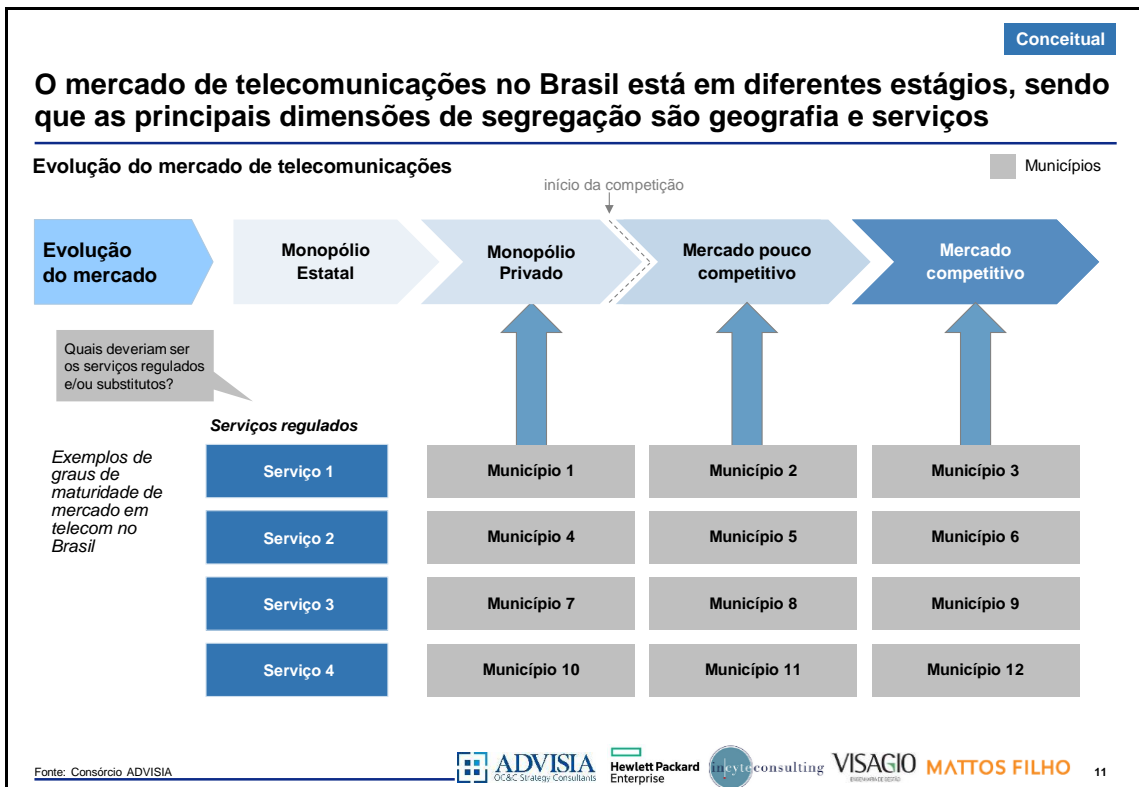 Conceitual
O mercado de telecomunicações no Brasil está em diferentes estágios, sendo
que as principais dimensões de segregação são geografia e serviços
Evolução do mercado de telecomunicações
Municípios
início da competição
Evolução
do mercado
Monopólio
Estatal
Monopólio
Privado
Mercado pouco
competitivo
Mercado
competitivo
Quais deveriam ser
os serviços regulados
e/ou substitutos?
Serviços regulados
Exemplos de
graus de
maturidade de
mercado em
telecom no
Brasil
Serviço 1
Município 1
Município 2
Município 3
Serviço 2
Município 4
Município 5
Município 6
Serviço 3
Município 7
Município 8
Município 9
Serviço 4
Município 10
Município 11
Município 12
Fonte: Consórcio ADVISIA
ADVISIA
OC&C Strategy Consultants
Hewlett Packard
Enterprise
incyteconsulting
VISAGIO
ENGENHARIA DE GESTÃO
MATTOS FILHO
11